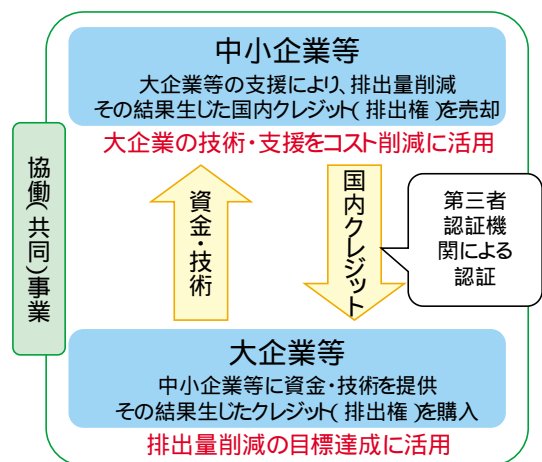 中小企業等
大企業等の支援により、排出量削減
その結果生じた国内クレジット(排出権)を売却
大企業の技術・支援をコスト削減に活用
協働(共同)事業
資金・技術
国内クレジット
第三者
認証機
関による
認証
大企業等
中小企業等に資金・技術を提供
その結果生じたクレジット(排出権)を購入
排出量削減の目標達成に活用